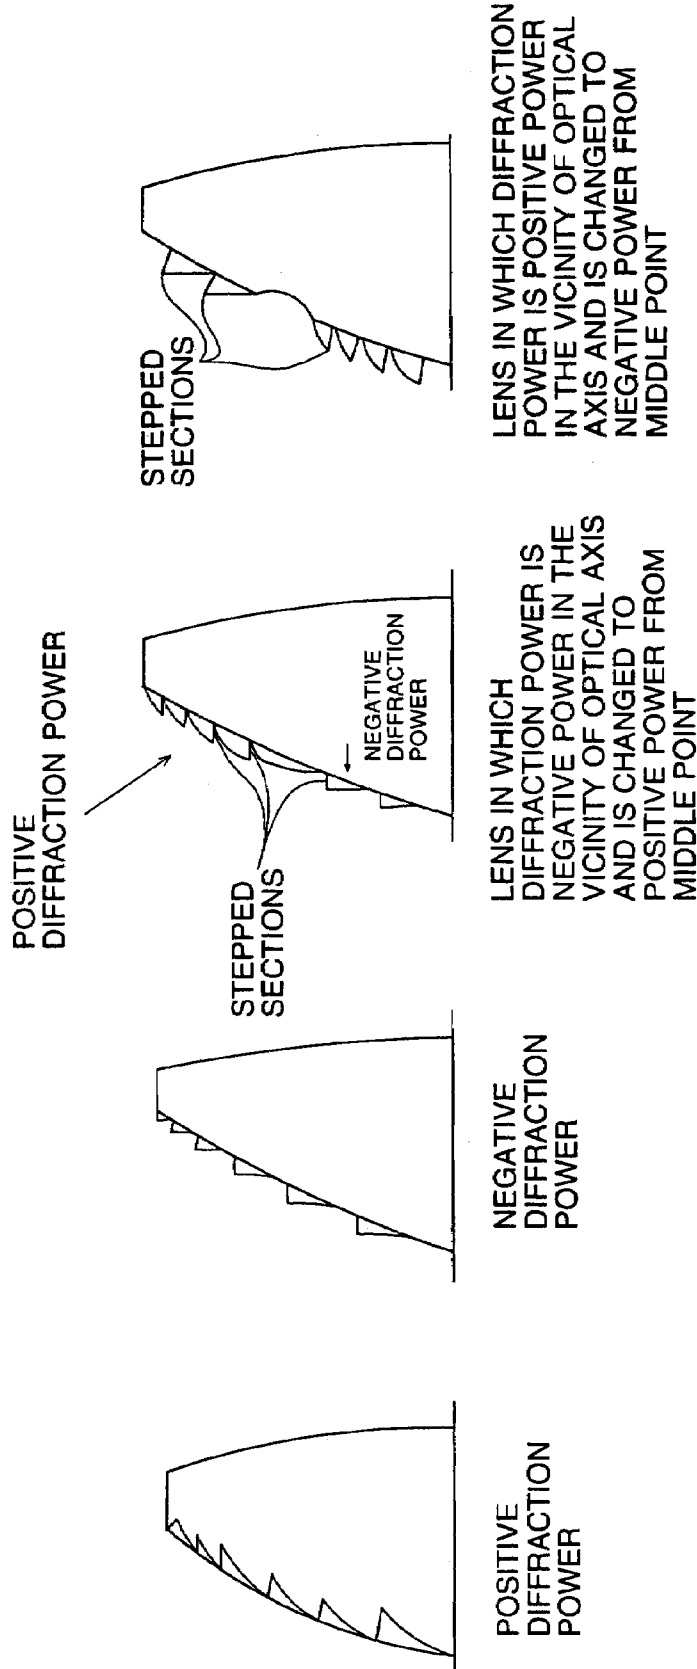 POSITIVE
DIFFRACTION
POWER
NEGATIVE
DIFFRACTION
POWER
POSITIVE
DIFFRACTION POWER
STEPPED
SECTIONS
NEGATIVE
DIFFRACTION
POWER
LENS IN WHICH
DIFFRACTION POWER IS
NEGATIVE POWER IN THE
VICINITY OF OPTICAL AXIS
AND IS CHANGED TO
POSITIVE POWER FROM
MIDDLE POINT
STEPPED
SECTIONS
LENS IN WHICH DIFFRACTION
POWER IS POSITIVE POWER
IN THE VICINITY OF OPTICAL
AXIS AND IS CHANGED TO
NEGATIVE POWER FROM
MIDDLE POINT